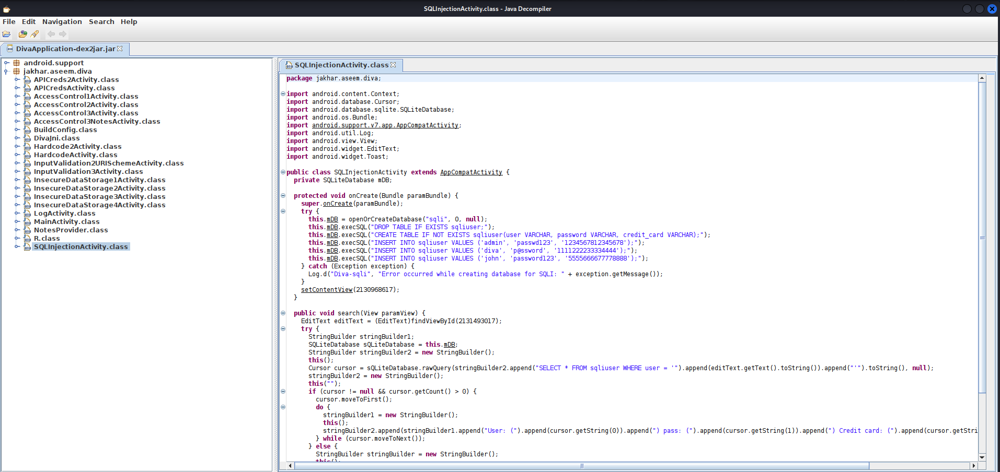 SQLInjectionActivity.class - Java Decompiler
File Edit Navigation Search Help
DivaApplication-dex2jar.jar
android.support
jakhar.aseem.diva
APICreds2Activity.class
APICredsActivity.class
AccessControl1Activity.class
AccessControl2Activity.class
AccessControl3Activity.class
AccessControl3NotesActivity.class
BuildConfig.class
DivaJni.class
Hardcode2Activity.class
HardcodeActivity.class
InputValidation2URISchemeActivity.class
InputValidation3Activity.class
InsecureDataStorage1Activity.class
InsecureDataStorage2Activity.class
InsecureDataStorage3Activity.class
InsecureDataStorage4Activity.class
LogActivity.class
MainActivity.class
NotesProvider.class
R.class
SQLInjectionActivity.class
SQLInjectionActivity.class
package jakhar.aseem.diva;
import android.content.Context;
import android.database.Cursor;
import android.database.sqlite.SQLiteDatabase;
import android.os.Bundle;
import android.support.v7.app.AppCompatActivity;
import android.util.Log;
import android.view.View;
import android.widget.EditText;
import android.widget.Toast;
public class SQLInjectionActivity extends AppCompatActivity {
private SQLiteDatabase mDB;
protected void onCreate(Bundle paramBundle) {
super.onCreate(paramBundle);
try {
this.mDB = openOrCreateDatabase("sqli", 0, null);
this.mDB.execSQL("DROP TABLE IF EXISTS sqliuser;");
this.mDB.execSQL("CREATE TABLE IF NOT EXISTS sqliuser(user VARCHAR, password VARCHAR, credit_card VARCHAR);");
this.mDB.execSQL("INSERT INTO sqliuser VALUES ('admin', 'passwd123', '1234567812345678');");
this.mDB.execSQL("INSERT INTO sqliuser VALUES ('diva', 'p@ssword', '1111222233334444');");
this.mDB.execSQL("INSERT INTO sqliuser VALUES ('john', 'password123', '5555666677778888');");
} catch (Exception exception) {
Log.d("Diva-sqli", "Error occurred while creating database for SQLI: " + exception.getMessage());
}
setContentView(2130968617);
}
public void search(View paramView) {
EditText editText = (EditText)findViewById(2131493017);
try {
StringBuilder stringBuilder1;
SQLiteDatabase sQLiteDatabase = this.mDB;
StringBuilder stringBuilder2 = new StringBuilder();
this();
Cursor cursor = sQLiteDatabase.rawQuery(stringBuilder2.append("SELECT * FROM sqliuser WHERE user = '").append(editText.getText().toString()).append("'").toString(), null);
stringBuilder2 = new StringBuilder();
this("");
if (cursor != null && cursor.getCount() > 0) {
cursor.moveToFirst();
do {
stringBuilder1 = new StringBuilder();
this();
stringBuilder2.append(stringBuilder1.append("User: (").append(cursor.getString(0)).append(") pass: (").append(cursor.getString(1)).append(") Credit card: (").append(cursor.getStri
} while (cursor.moveToNext());
} else {
StringBuilder stringBuilder = new StringBuilder();
this();